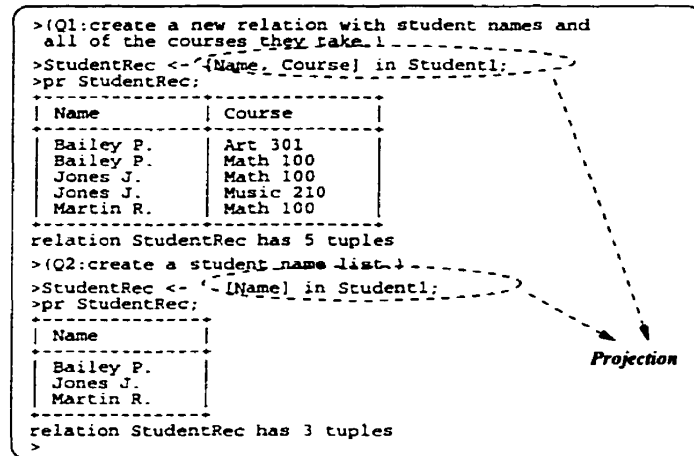 >{Q1:create a new relation with student names and
all of the courses they take.}
>StudentRec <- [Name, Course] in Student1;
>pr StudentRec;
| Name | Course |
| Bailey P. | Art 301 |
| Bailey P. | Math 100 |
| Jones J. | Math 100 |
| Jones J. | Music 210 |
| Martin R. | Math 100 |
relation StudentRec has 5 tuples
>{Q2:create a student name list.}
>StudentRec <- [Name] in Student1;
>pr StudentRec;
| Name |
| Bailey P. |
| Jones J. |
| Martin R. |
Projection
relation StudentRec has 3 tuples
>